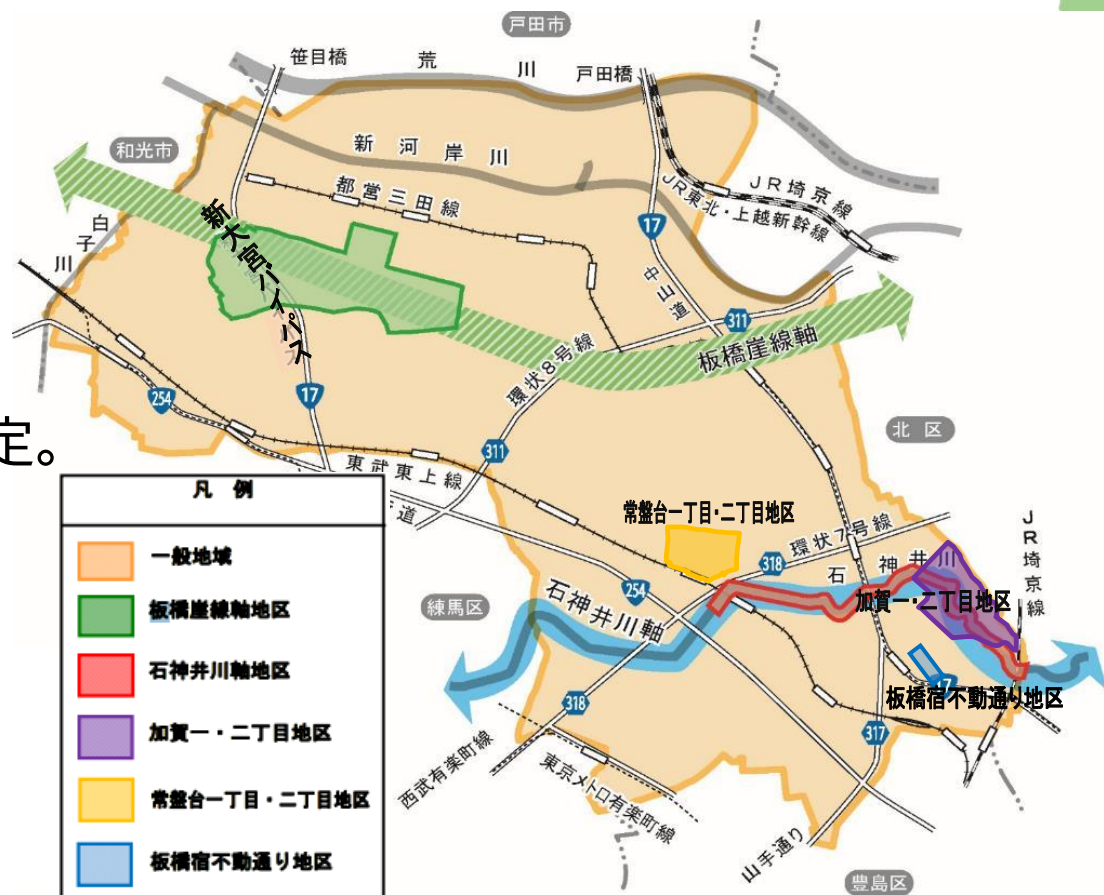 戸田市
笹目橋
荒川
戸田橋
和光市
新河岸川
都営三田線
JR埼京線
JR東北・上越新幹線
白子川
新大宮バイパス
17
中山道
311
板橋崖線軸
環状8号線
17
254
311
北区
定。
東武東上線
道
常盤台一丁目・二丁目地区
環状7号線
318
石神井川
JR埼京線
254
練馬区
石神井川軸
加賀一・二丁目地区
17
板橋宿不動通り地区
318
317
西武有楽町線
東京メトロ有楽町線
山手通り
豊島区
凡 例
一般地域
板橋崖線軸地区
石神井川軸地区
加賀一・二丁目地区
常盤台一丁目・二丁目地区
板橋宿不動通り地区